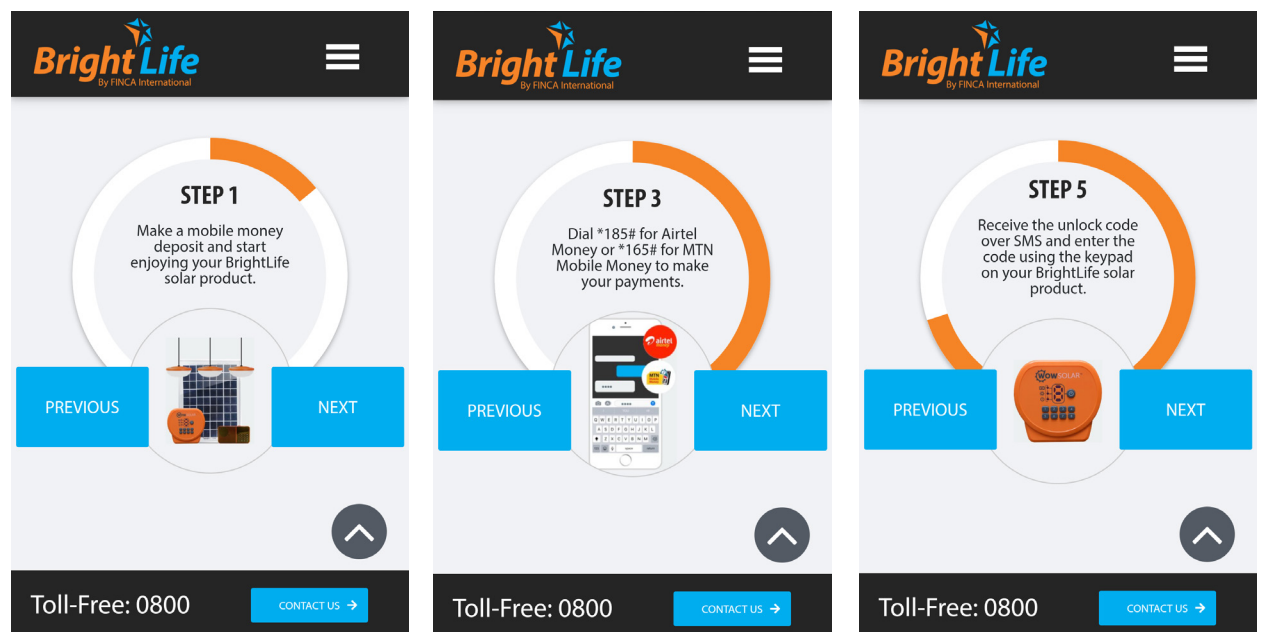 Bright Life
By FINCA International
STEP 1
Make a mobile money
deposit and start
enjoying your BrightLife
solar product.
PREVIOUS
NEXT
Toll-Free: 0800
CONTACT US →
Bright Life
By FINCA International
STEP 3
Dial *185# for Airtel
Money or *165# for MTN
Mobile Money to make
your payments.
airtel
MTN
PREVIOUS
NEXT
Toll-Free: 0800
CONTACT US →
Bright Life
By FINCA International
STEP 5
Receive the unlock code
over SMS and enter the
code using the keypad
on your BrightLife solar
product.
WOW SOLAR
PREVIOUS
NEXT
Toll-Free: 0800
CONTACT US →